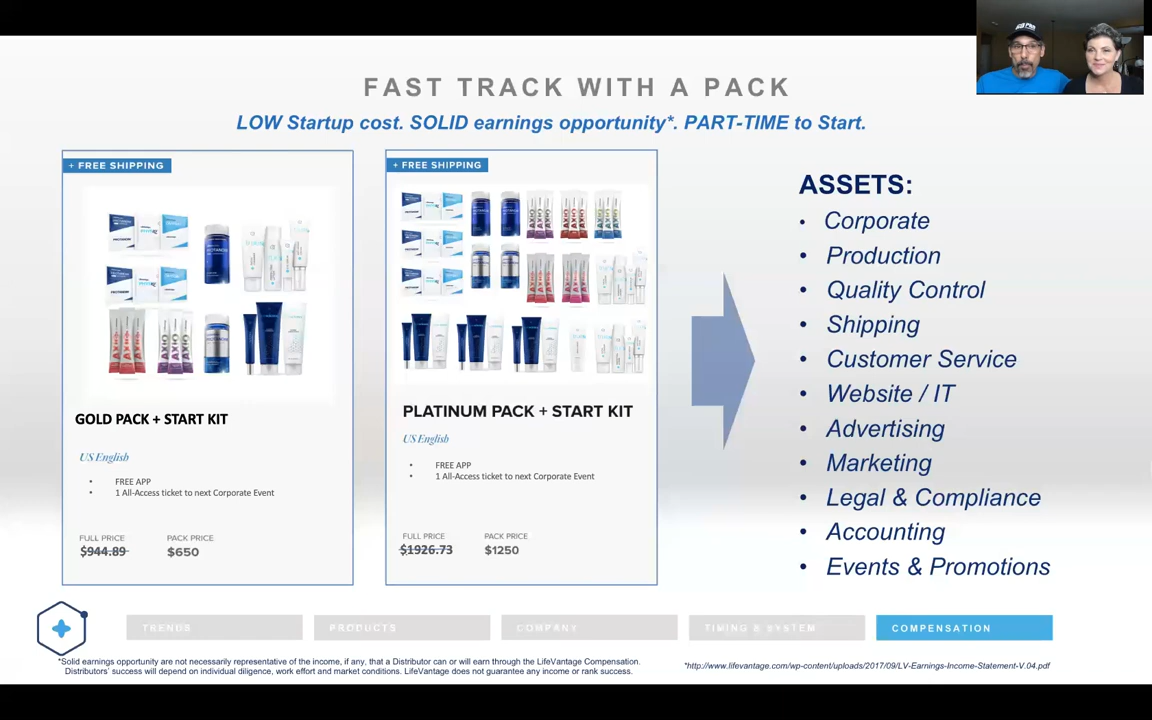 FAST TRACK WITH A PACK
LOW Startup cost. SOLID earnings opportunity*. PART-TIME to Start.
+ FREE SHIPPING
GOLD PACK + START KIT
US English
• FREE APP
• 1 All-Access ticket to next Corporate Event
FULL PRICE PACK PRICE
$944.89 $650
+ FREE SHIPPING
PLATINUM PACK + START KIT
US English
• FREE APP
• 1 All-Access ticket to next Corporate Event
FULL PRICE PACK PRICE
$1926.73 $1250
ASSETS:
• Corporate
• Production
• Quality Control
• Shipping
• Customer Service
• Website / IT
• Advertising
• Marketing
• Legal & Compliance
• Accounting
• Events & Promotions
TRENDS
PRODUCTS
COMPANY
TIMING & SYSTEM
COMPENSATION
*Solid earnings opportunity are not necessarily representative of the income, if any, that a Distributor can or will earn through the LifeVantage Compensation.
Distributors' success will depend on individual diligence, work effort and market conditions. LifeVantage does not guarantee any income or rank success.
*http://www.lifevantage.com/wp-content/uploads/2017/09/LV-Earnings-Income-Statement-V.04.pdf